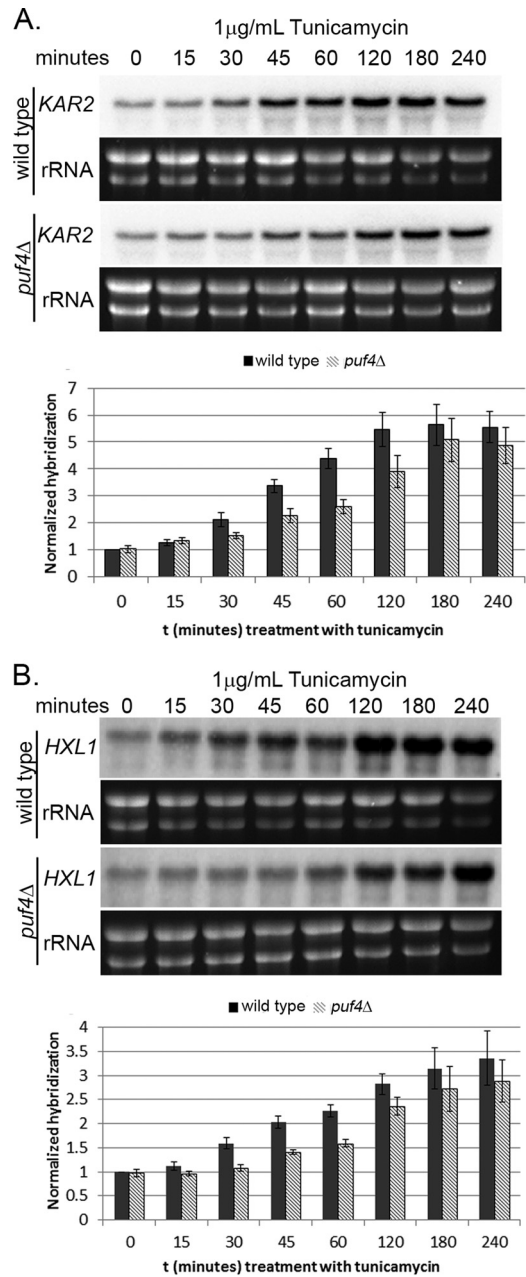 A.
1μg/mL Tunicamycin
minutes 0 15 30 45 60 120 180 240
wild type
KAR2
rRNA
puf4Δ
KAR2
rRNA
wild type puf4Δ
Normalized hybridization
7
6
5
4
3
2
1
0
0 15 30 45 60 120 180 240
t (minutes) treatment with tunicamycin
B.
1μg/mL Tunicamycin
minutes 0 15 30 45 60 120 180 240
wild type
HXL1
rRNA
puf4Δ
HXL1
rRNA
wild type puf4Δ
Normalized hybridization
4
3.5
3
2.5
2
1.5
1
0.5
0
0 15 30 45 60 120 180 240
t (minutes) treatment with tunicamycin